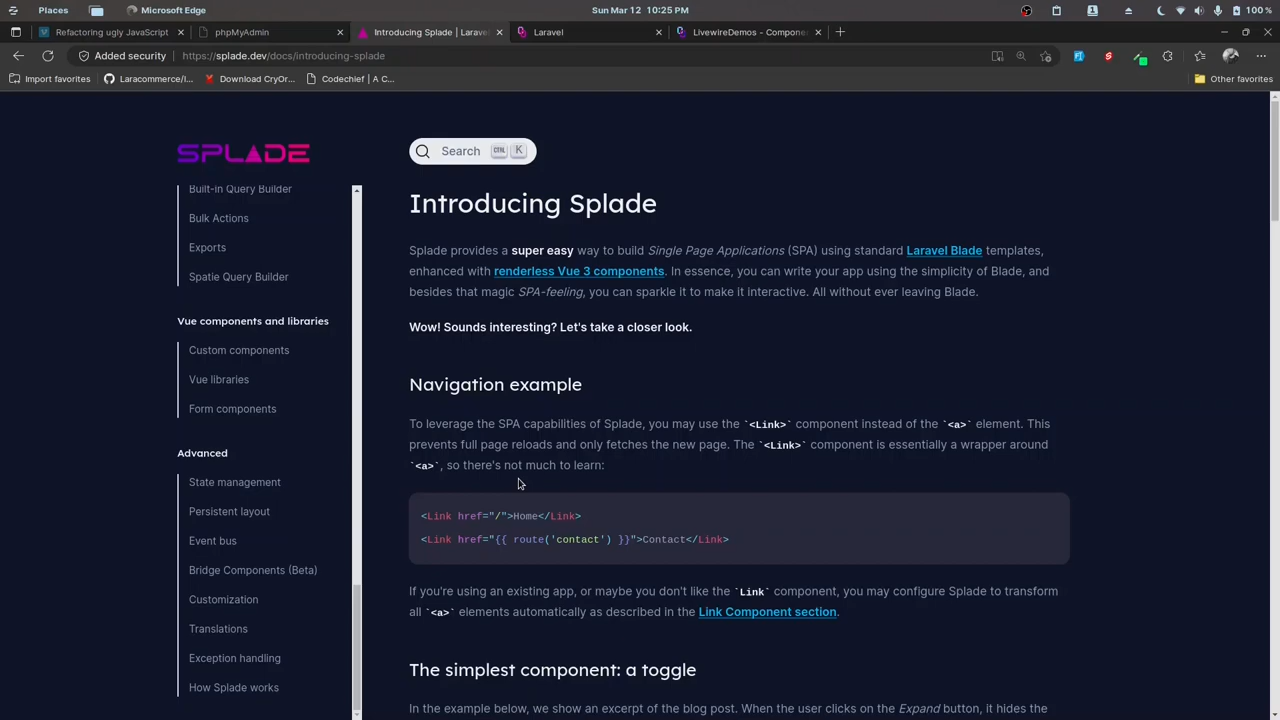 Places
Microsoft Edge
Sun Mar 12 10:25 PM
100 %
Refactoring ugly JavaScript
phpMyAdmin
Introducing Splade | Larav
Laravel
LivewireDemos - Compone
Added security
https://splade.dev/docs/introducing-splade
Import favorites
Laracommerce/l...
Download CryOr...
Codechief | A C...
Other favorites
SPLADE
Search CTRL K
Built-in Query Builder
Bulk Actions
Exports
Spatie Query Builder
Vue components and libraries
Custom components
Vue libraries
Form components
Advanced
State management
Persistent layout
Event bus
Bridge Components (Beta)
Customization
Translations
Exception handling
How Splade works
Introducing Splade
Splade provides a super easy way to build Single Page Applications (SPA) using standard Laravel Blade templates,
enhanced with renderless Vue 3 components. In essence, you can write your app using the simplicity of Blade, and
besides that magic SPA-feeling, you can sparkle it to make it interactive. All without ever leaving Blade.
Wow! Sounds interesting? Let's take a closer look.
Navigation example
To leverage the SPA capabilities of Splade, you may use the `<Link>` component instead of the `<a>` element. This
prevents full page reloads and only fetches the new page. The `<Link>` component is essentially a wrapper around
`<a>`, so there's not much to learn:
<Link href="/">Home</Link>
<Link href="{{ route('contact') }}">Contact</Link>
If you're using an existing app, or maybe you don't like the `Link` component, you may configure Splade to transform
all `<a>` elements automatically as described in the Link Component section.
The simplest component: a toggle
In the example below, we show an excerpt of the blog post. When the user clicks on the Expand button, it hides the